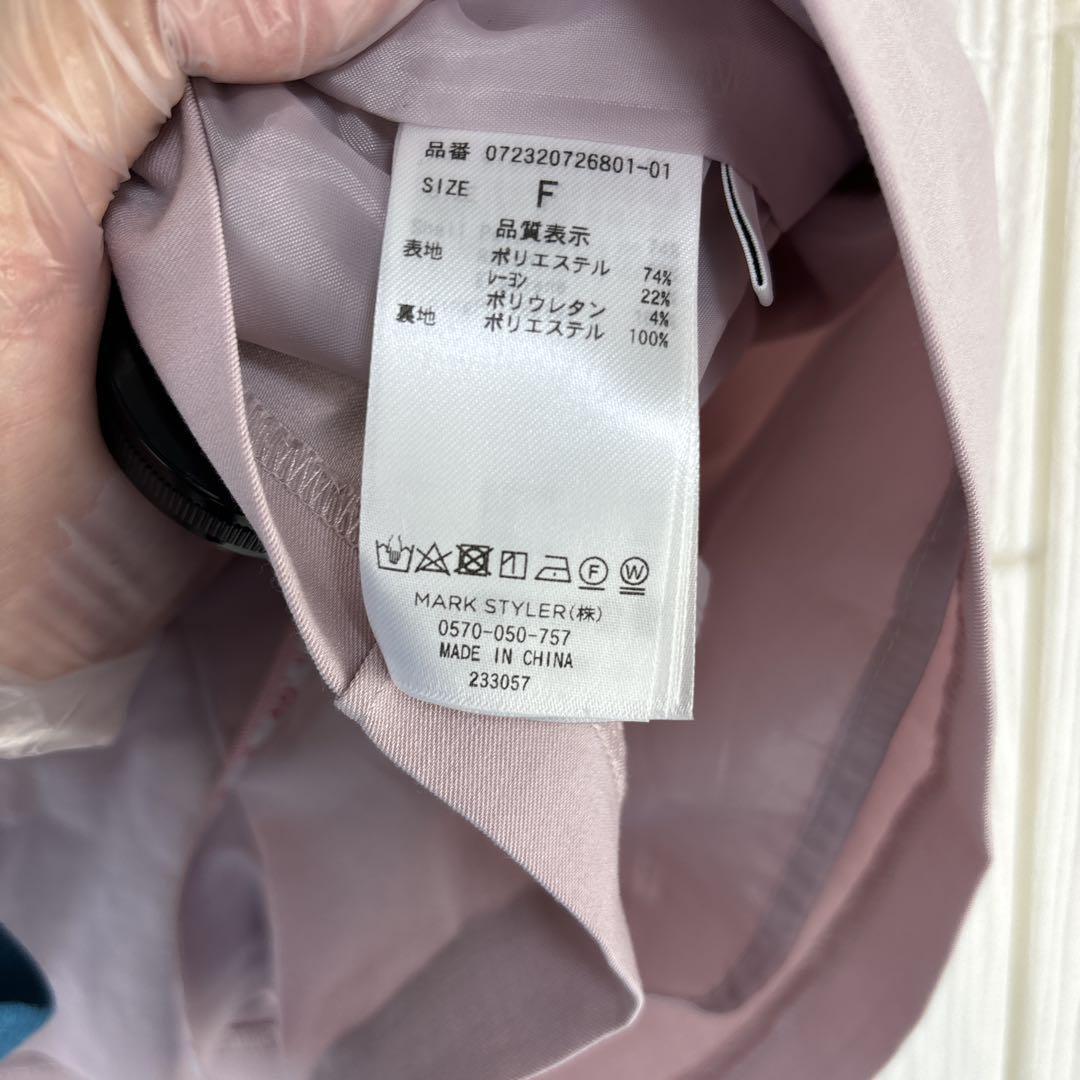 品番 072320726801-01
SIZE F
品質表示
表地 ポリエステル 74%
レーヨン 22%
ポリウレタン 4%
裏地 ポリエステル 100%
F W
MARK STYLER(株)
0570-050-757
MADE IN CHINA
233057